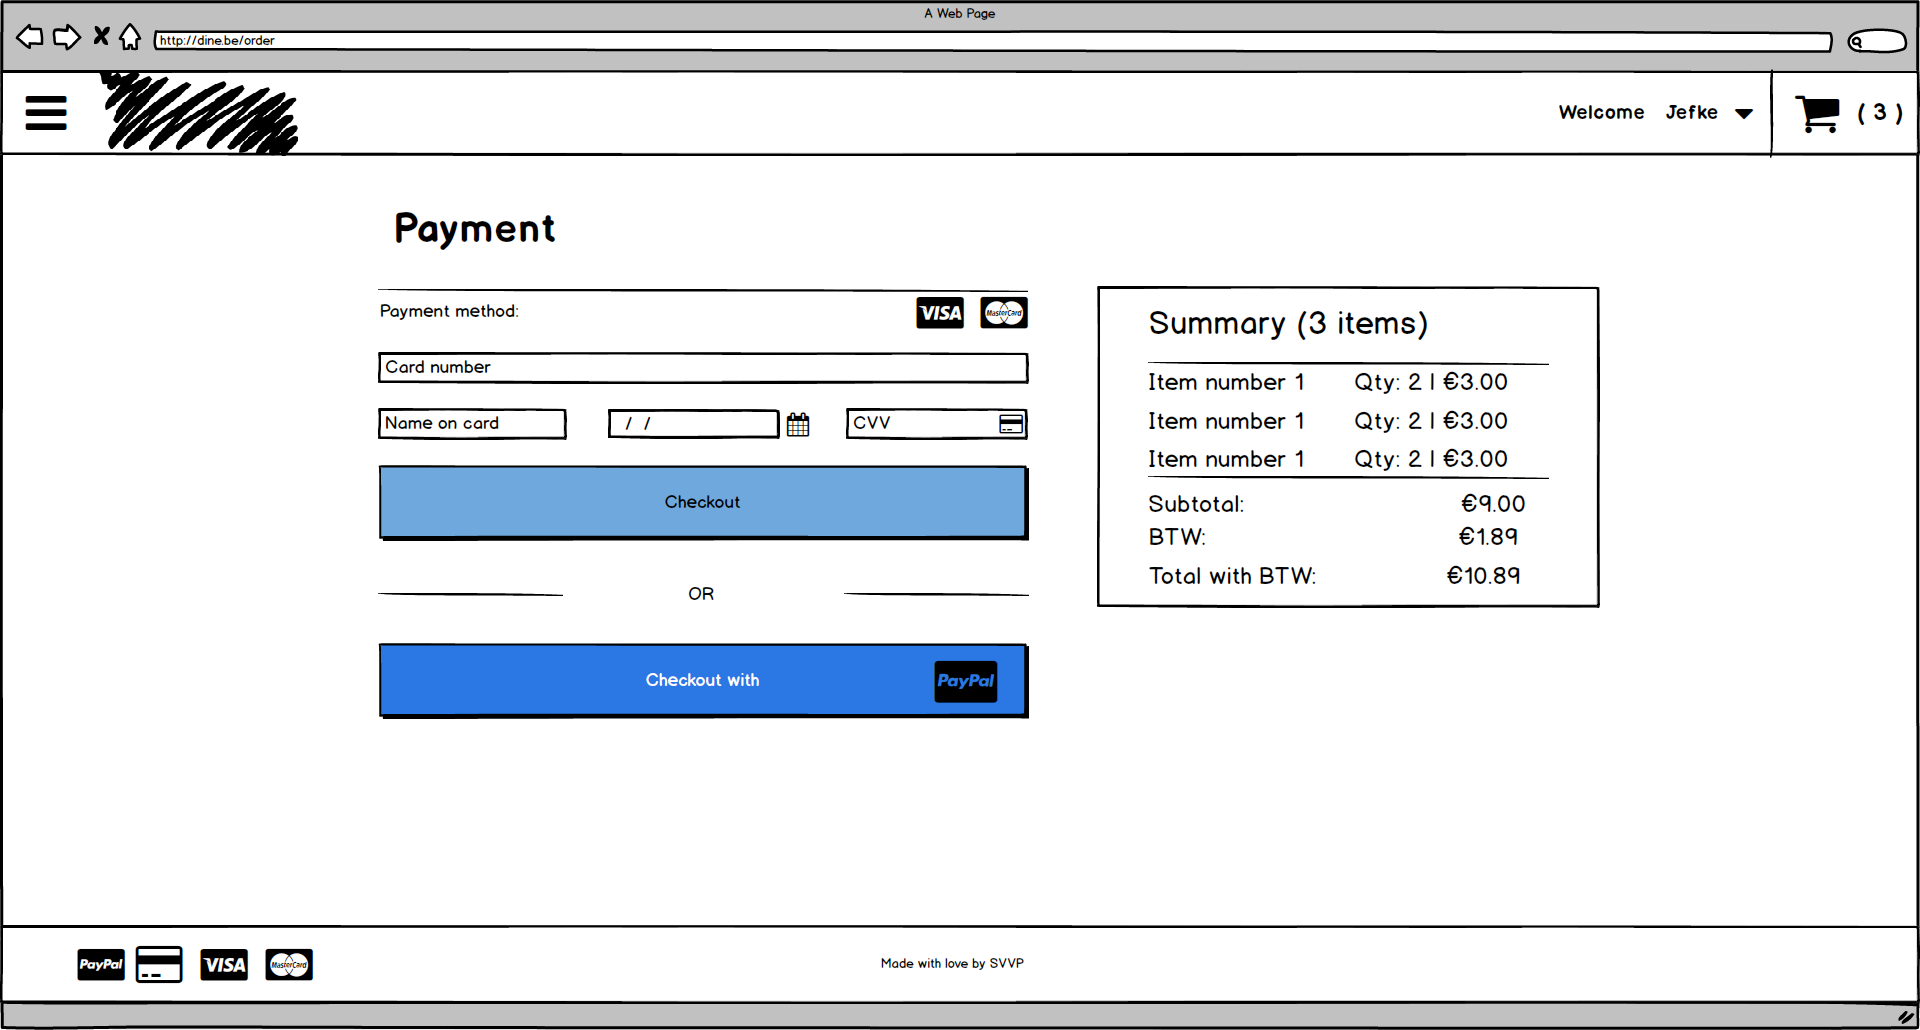 A Web Page
http://dine.be/order
Welcome Jefke
( 3 )
Payment
Payment method:
VISA
MasterCard
Card number
Name on card
/ /
CVV
Checkout
OR
Checkout with
PayPal
Summary (3 items)
Item number 1 Qty: 2 | €3.00
Item number 1 Qty: 2 | €3.00
Item number 1 Qty: 2 | €3.00
Subtotal: €9.00
BTW: €1.89
Total with BTW: €10.89
PayPal
VISA
MasterCard
Made with love by SVVP